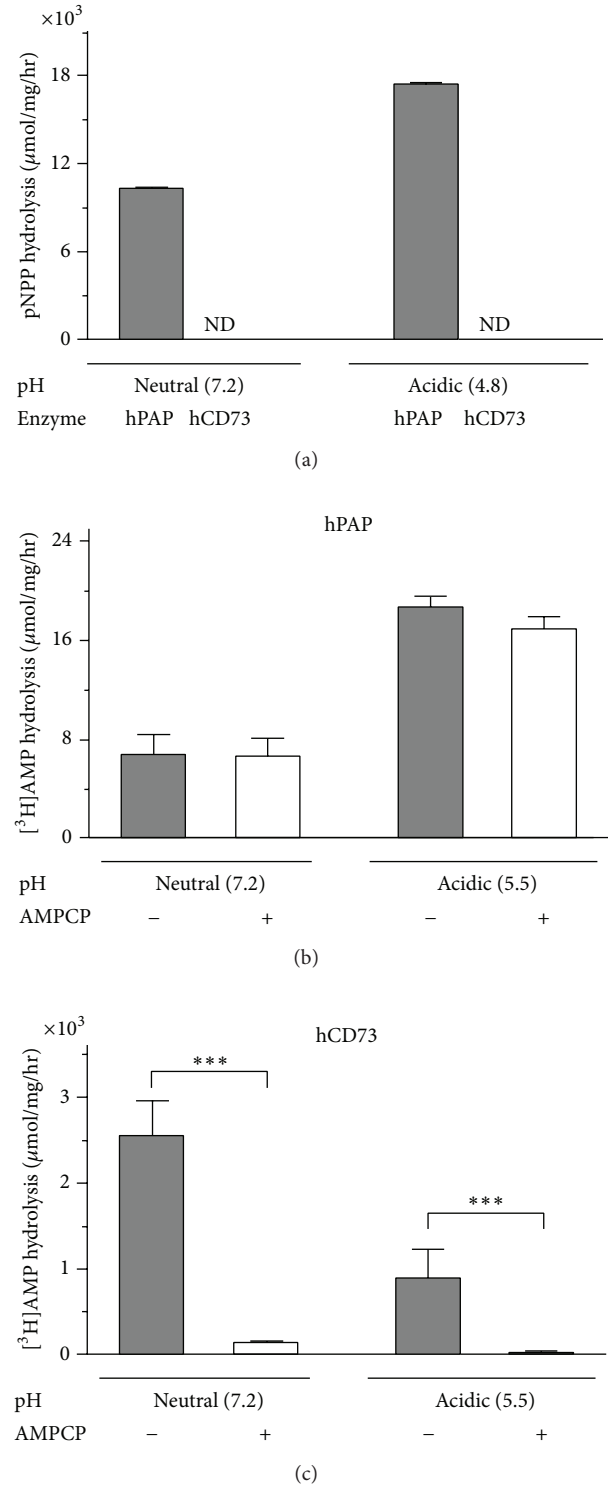 ×10³
pNPP hydrolysis (μmol/mg/hr)
18
12
6
0
ND
ND
pH Neutral (7.2) Acidic (4.8)
Enzyme hPAP hCD73 hPAP hCD73
(a)
hPAP
[³H]AMP hydrolysis (μmol/mg/hr)
24
16
8
0
pH Neutral (7.2) Acidic (5.5)
AMPCP − + − +
(b)
×10³
hCD73
[³H]AMP hydrolysis (μmol/mg/hr)
3
2
1
0
***
***
pH Neutral (7.2) Acidic (5.5)
AMPCP − + − +
(c)